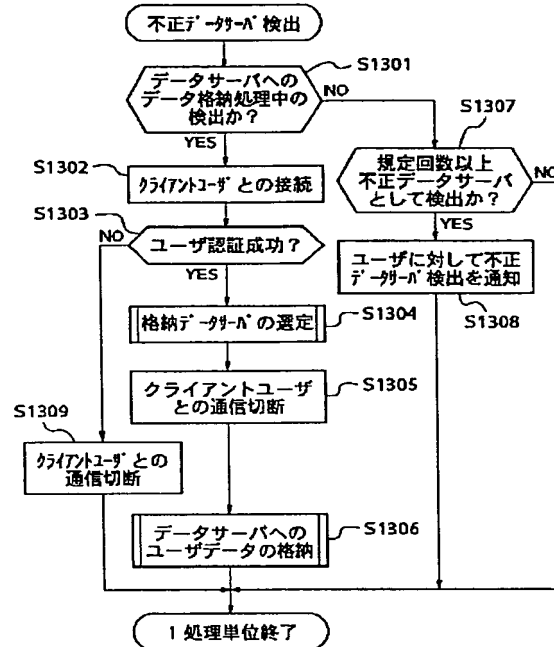 不正ﾃﾞｰﾀｻｰﾊﾞ検出
S1301
データサーバへの
データ格納処理中の
検出か？
NO
YES
S1302
ｸﾗｲｱﾝﾄﾕｰｻﾞとの接続
S1303
NO
ユーザ認証成功？
YES
S1307
規定回数以上
不正データサーバ
として検出か？
NO
YES
ユーザに対して不正
ﾃﾞｰﾀｻｰﾊﾞ検出を通知
S1308
格納ﾃﾞｰﾀｻｰﾊﾞの選定
S1304
クライアントユーザ
との通信切断
S1305
S1309
ｸﾗｲｱﾝﾄﾕｰｻﾞとの
通信切断
データサーバへの
ユーザデータの格納
S1306
1 処理単位終了